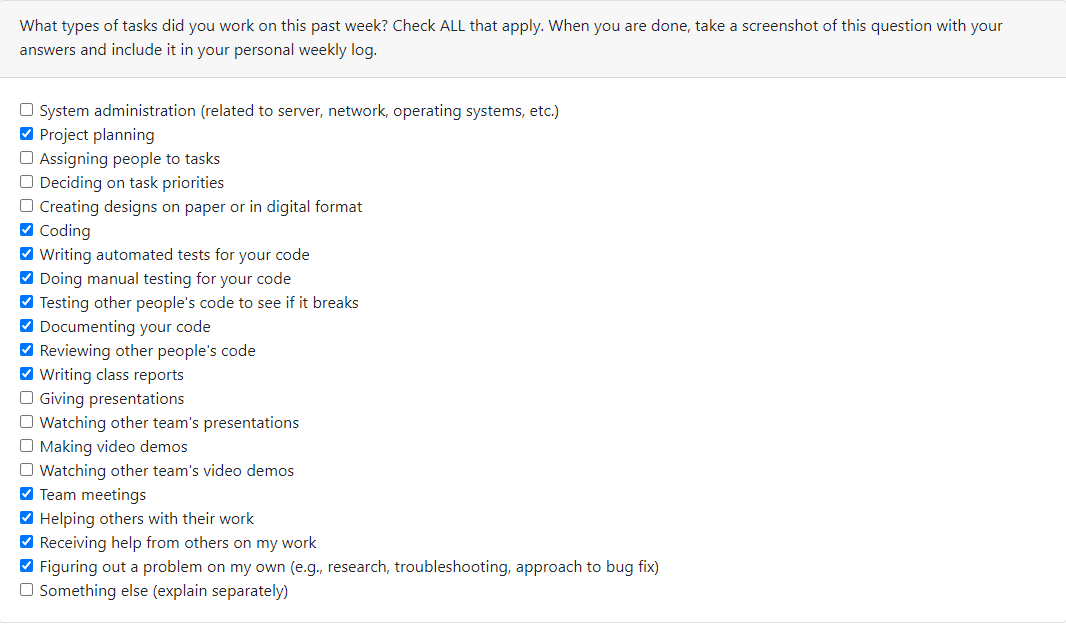 What types of tasks did you work on this past week? Check ALL that apply. When you are done, take a screenshot of this question with your
answers and include it in your personal weekly log.
System administration (related to server, network, operating systems, etc.)
Project planning
Assigning people to tasks
Deciding on task priorities
Creating designs on paper or in digital format
Coding
Writing automated tests for your code
Doing manual testing for your code
Testing other people's code to see if it breaks
Documenting your code
Reviewing other people's code
Writing class reports
Giving presentations
Watching other team's presentations
Making video demos
Watching other team's video demos
Team meetings
Helping others with their work
Receiving help from others on my work
Figuring out a problem on my own (e.g., research, troubleshooting, approach to bug fix)
Something else (explain separately)